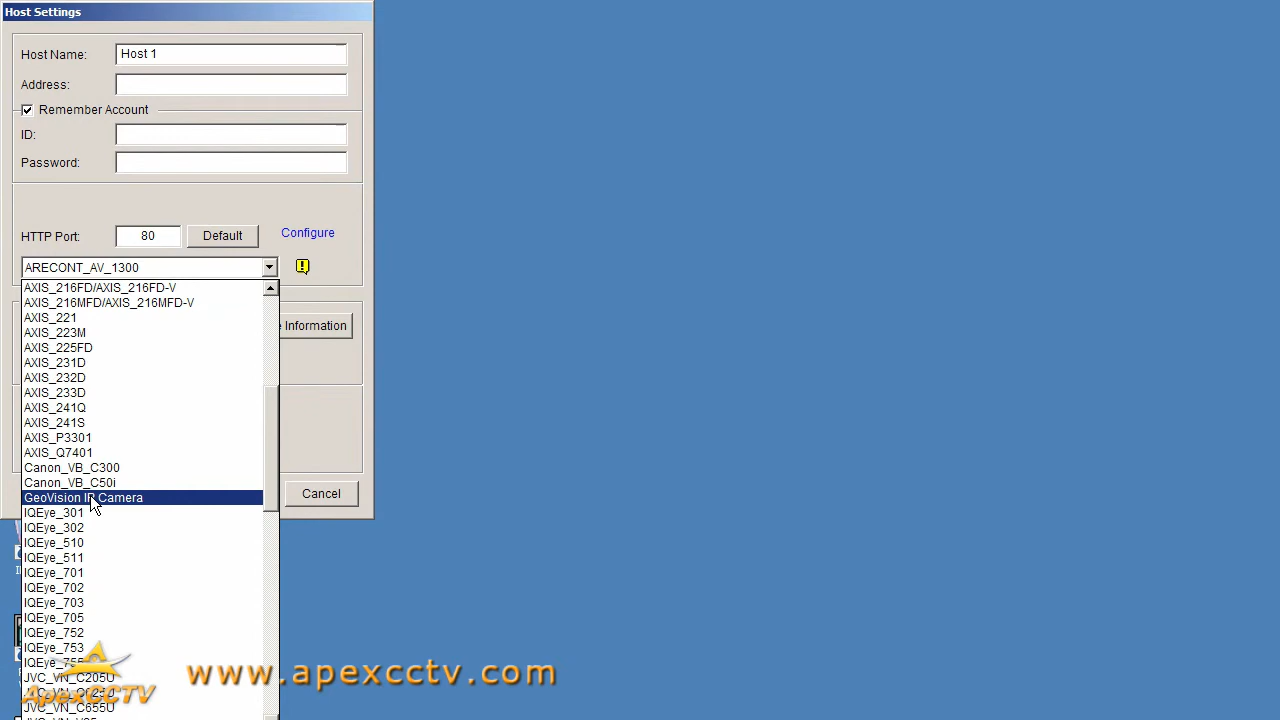 Host Settings
Host Name: Host 1
Address:
Remember Account
ID:
Password:
HTTP Port: 80 Default Configure
ARECONT_AV_1300
AXIS_216FD/AXIS_216FD-V
AXIS_216MFD/AXIS_216MFD-V
AXIS_221
Information
AXIS_223M
AXIS_225FD
AXIS_231D
AXIS_232D
AXIS_233D
AXIS_241Q
AXIS_241S
AXIS_P3301
AXIS_Q7401
Canon_VB_C300
Canon_VB_C50i
GeoVision IP Camera
Cancel
IQEye_301
IQEye_302
IQEye_510
IQEye_511
IQEye_701
IQEye_702
IQEye_703
IQEye_705
IQEye_752
IQEye_753
JVC_VN_C205U
JVC_VN_C655U
ApexCCTV
www.apexcctv.com